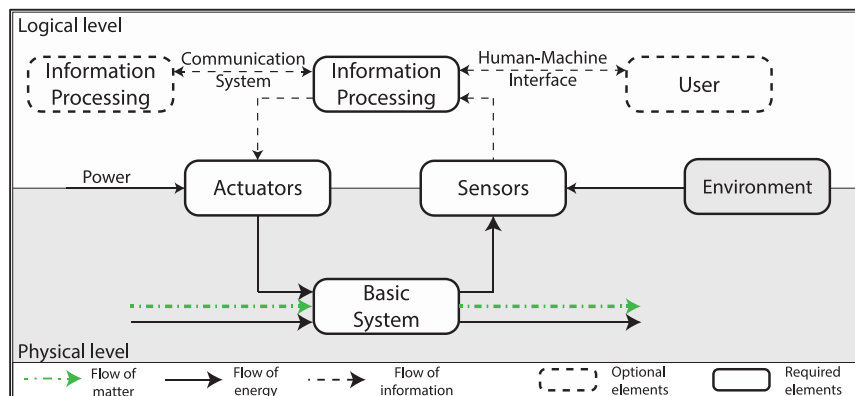 Logical level
Information
Processing
Communication
System
Information
Processing
Human-Machine
Interface
User
Power
Actuators
Sensors
Environment
Basic
System
Physical level
Flow of
matter
Flow of
energy
Flow of
information
Optional
elements
Required
elements